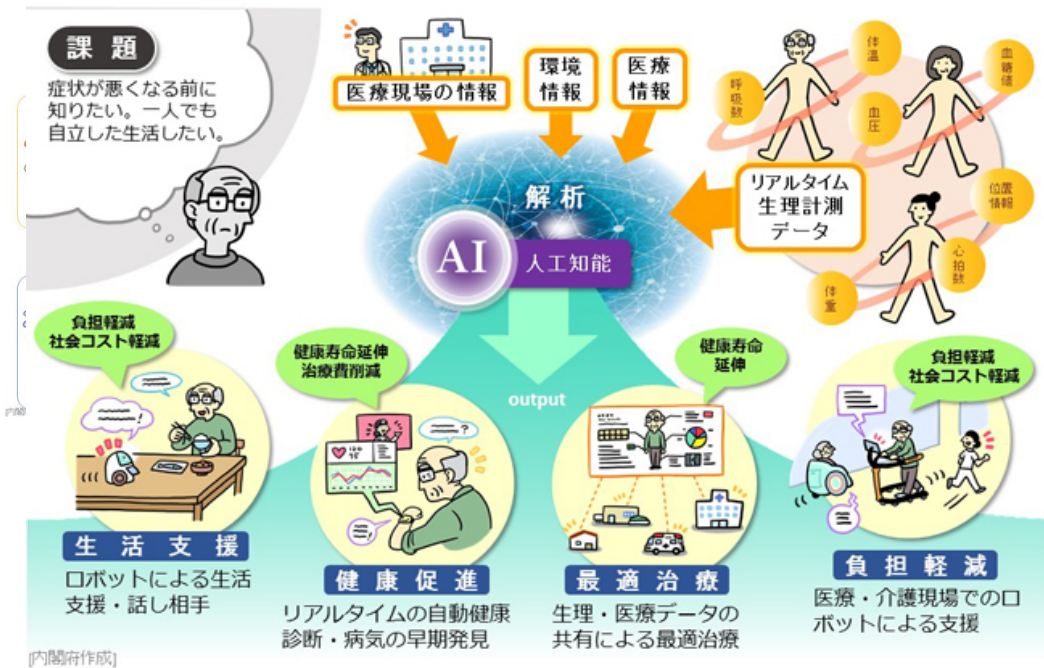 課題
症状が悪くなる前に
知りたい。一人でも
自立した生活したい。
医療現場の情報
環境
情報
医療
情報
体温
血糖値
呼吸数
血圧
リアルタイム
生理計測
データ
位置
情報
心拍数
体重
解析
AI
人工知能
output
負担軽減
社会コスト軽減
健康寿命延伸
治療費削減
健康寿命
延伸
負担軽減
社会コスト軽減
生活支援
ロボットによる生活
支援・話し相手
健康促進
リアルタイムの自動健康
診断・病気の早期発見
最適治療
生理・医療データの
共有による最適治療
負担軽減
医療・介護現場でのロ
ボットによる支援
[内閣府作成]